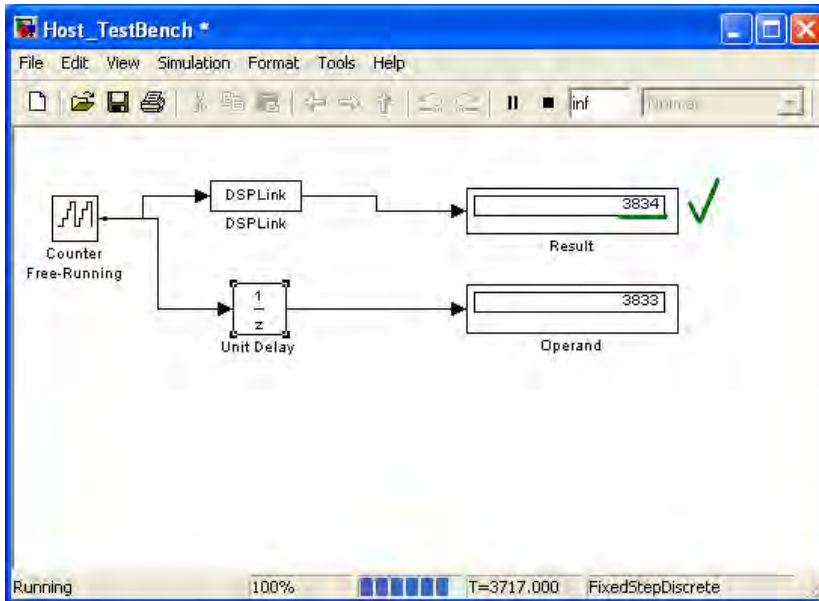 Host_TestBench *
File Edit View Simulation Format Tools Help
inf Normal
DSPLink
DSPLink
3834
Result
Counter
Free-Running
1
z
Unit Delay
3833
Operand
Running 100% T=3717.000 FixedStepDiscrete